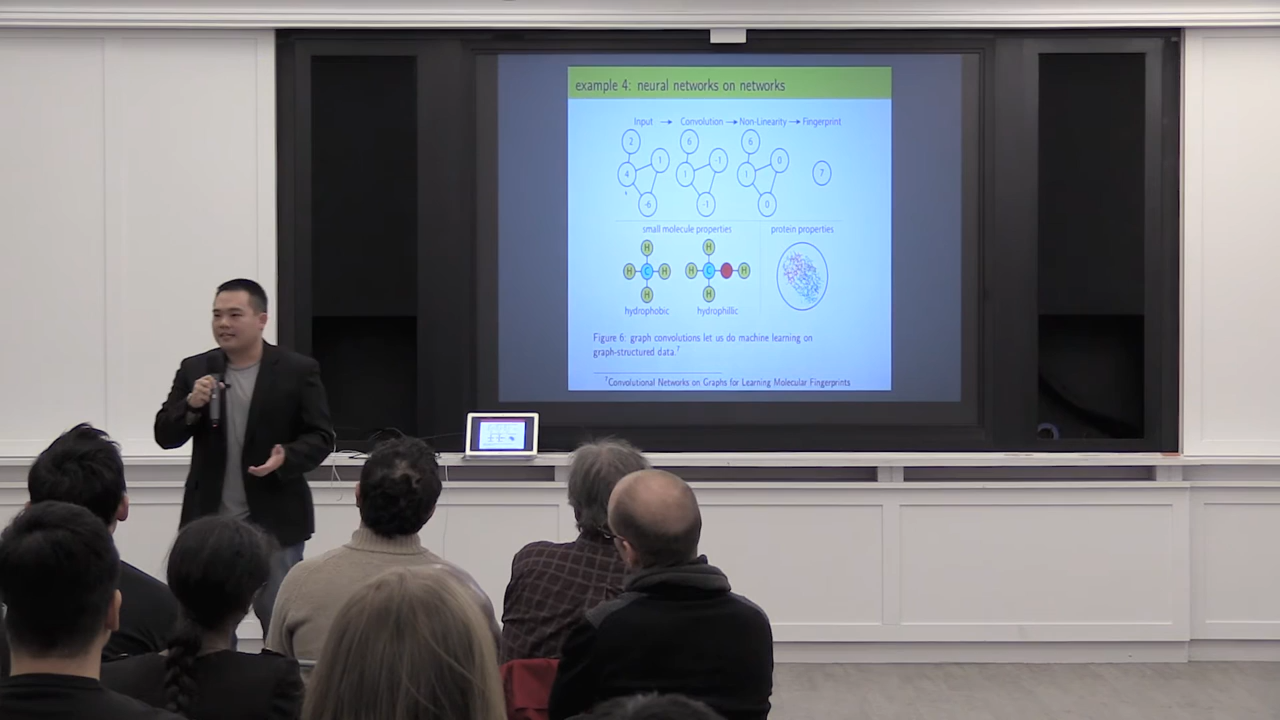 example 4: neural networks on networks
Input → Convolution → Non-Linearity → Fingerprint
2 6 6
1 -1 0
4 1 1 7
-6 -1 0
small molecule properties protein properties
H H
H C H H C H
H H
hydrophobic hydrophillic
Figure 6: graph convolutions let us do machine learning on
graph-structured data.7
7Convolutional Networks on Graphs for Learning Molecular Fingerprints